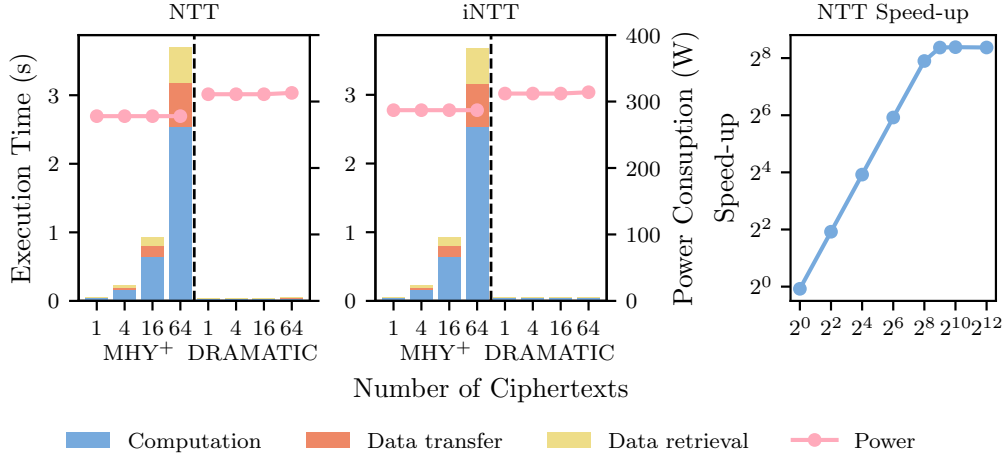 NTT
iNTT
NTT Speed-up
Execution Time (s)
0
1
2
3
1 4 16 64 1 4 16 64
MHY+ DRAMATIC
0
1
2
3
1 4 16 64 1 4 16 64
MHY+ DRAMATIC
0
100
200
300
400
Power Consuption (W)
Speed-up
2^8
2^6
2^4
2^2
2^0
2^0 2^2 2^4 2^6 2^8 2^10 2^12
Number of Ciphertexts
Computation Data transfer Data retrieval Power